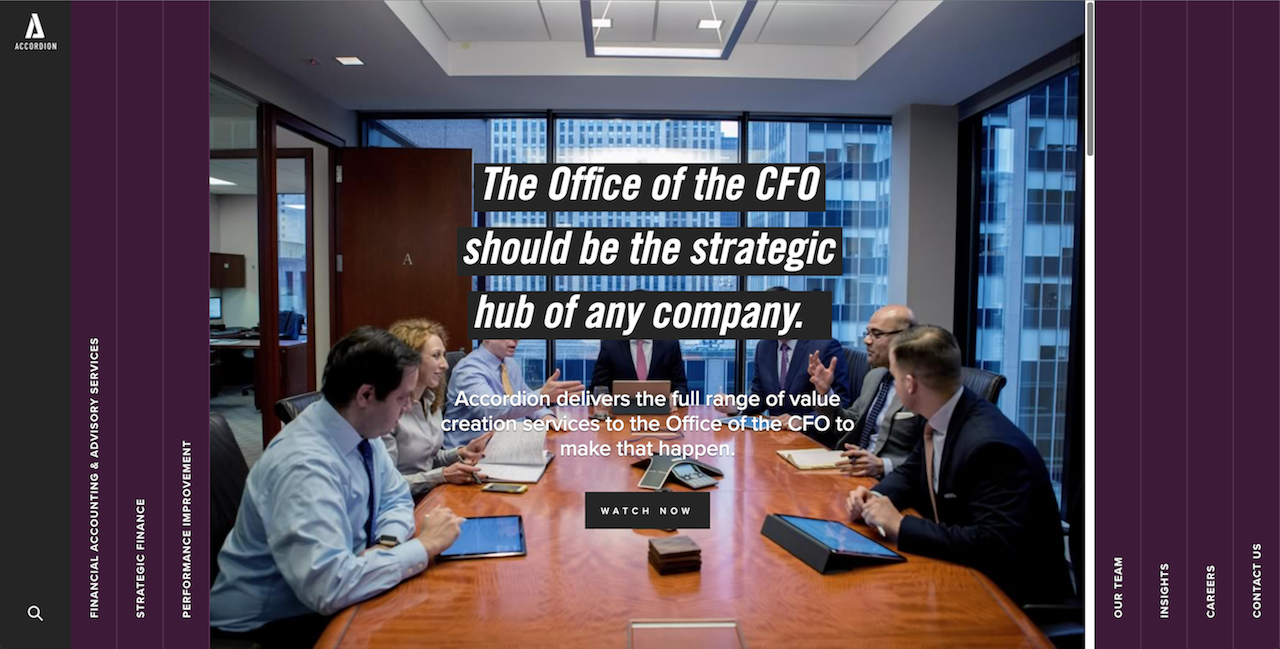 ACCORDION
FINANCIAL ACCOUNTING & ADVISORY SERVICES
STRATEGIC FINANCE
PERFORMANCE IMPROVEMENT
A
The Office of the CFO
should be the strategic
hub of any company.
Accordion delivers the full range of value
creation services to the Office of the CFO to
make that happen.
WATCH NOW
OUR TEAM
INSIGHTS
CAREERS
CONTACT US